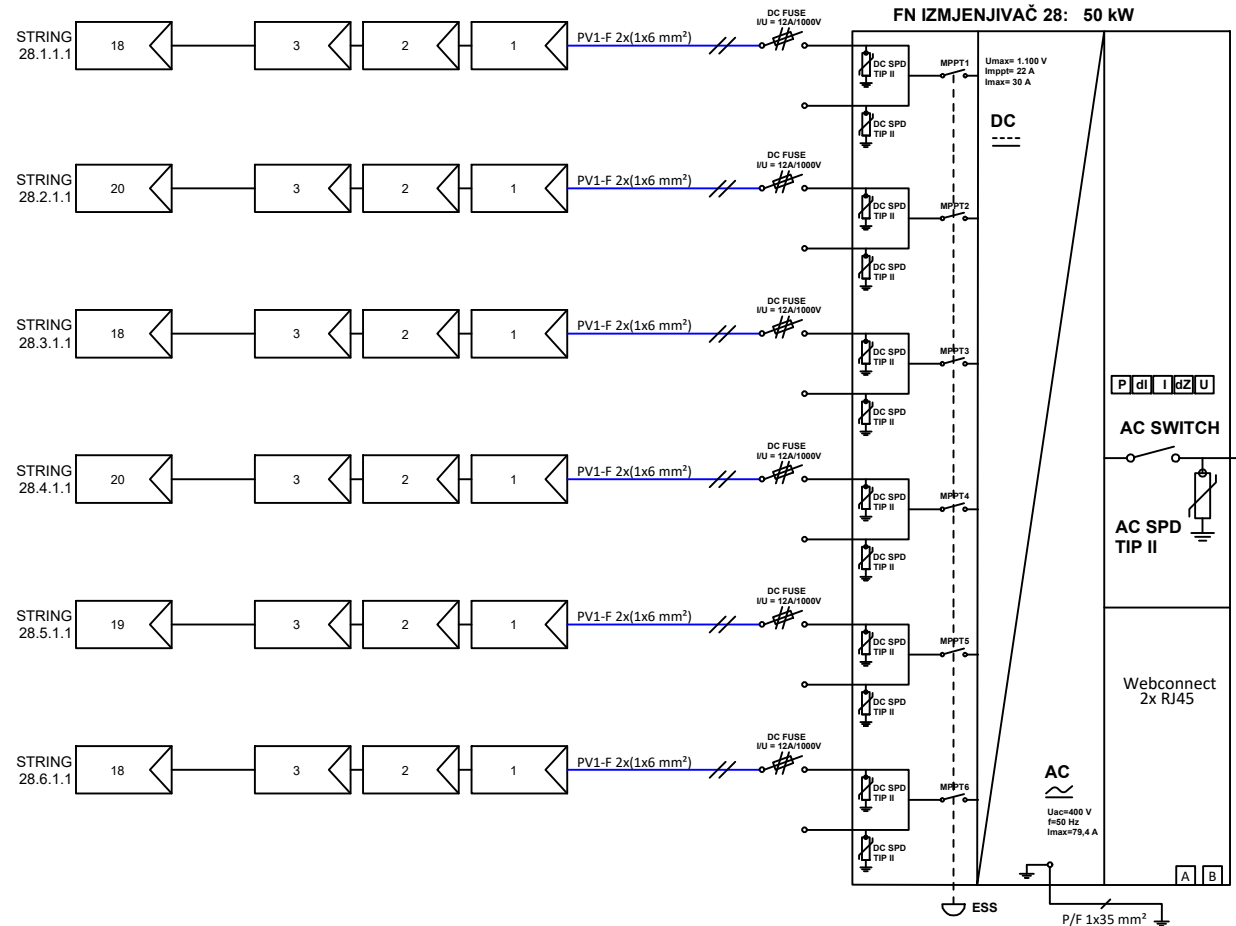 FN IZMJENJIVAČ 28: 50 kW
STRING
28.1.1.1
18
3
2
1
PV1-F 2x(1x6 mm²)
DC FUSE
I/U = 12A/1000V
DC SPD
TIP II
MPPT1
DC SPD
TIP II
Umax= 1.100 V
Imppt= 22 A
Imax= 30 A
DC
STRING
28.2.1.1
20
3
2
1
PV1-F 2x(1x6 mm²)
DC FUSE
I/U = 12A/1000V
DC SPD
TIP II
MPPT2
DC SPD
TIP II
STRING
28.3.1.1
18
3
2
1
PV1-F 2x(1x6 mm²)
DC FUSE
I/U = 12A/1000V
DC SPD
TIP II
MPPT3
DC SPD
TIP II
P dI I dZ U
AC SWITCH
AC SPD
TIP II
STRING
28.4.1.1
20
3
2
1
PV1-F 2x(1x6 mm²)
DC FUSE
I/U = 12A/1000V
DC SPD
TIP II
MPPT4
DC SPD
TIP II
STRING
28.5.1.1
19
3
2
1
PV1-F 2x(1x6 mm²)
DC FUSE
I/U = 12A/1000V
DC SPD
TIP II
MPPT5
DC SPD
TIP II
Webconnect
2x RJ45
STRING
28.6.1.1
18
3
2
1
PV1-F 2x(1x6 mm²)
DC FUSE
I/U = 12A/1000V
DC SPD
TIP II
MPPT6
DC SPD
TIP II
AC
Uac=400 V
f=50 Hz
Imax=79,4 A
A B
ESS
P/F 1x35 mm²